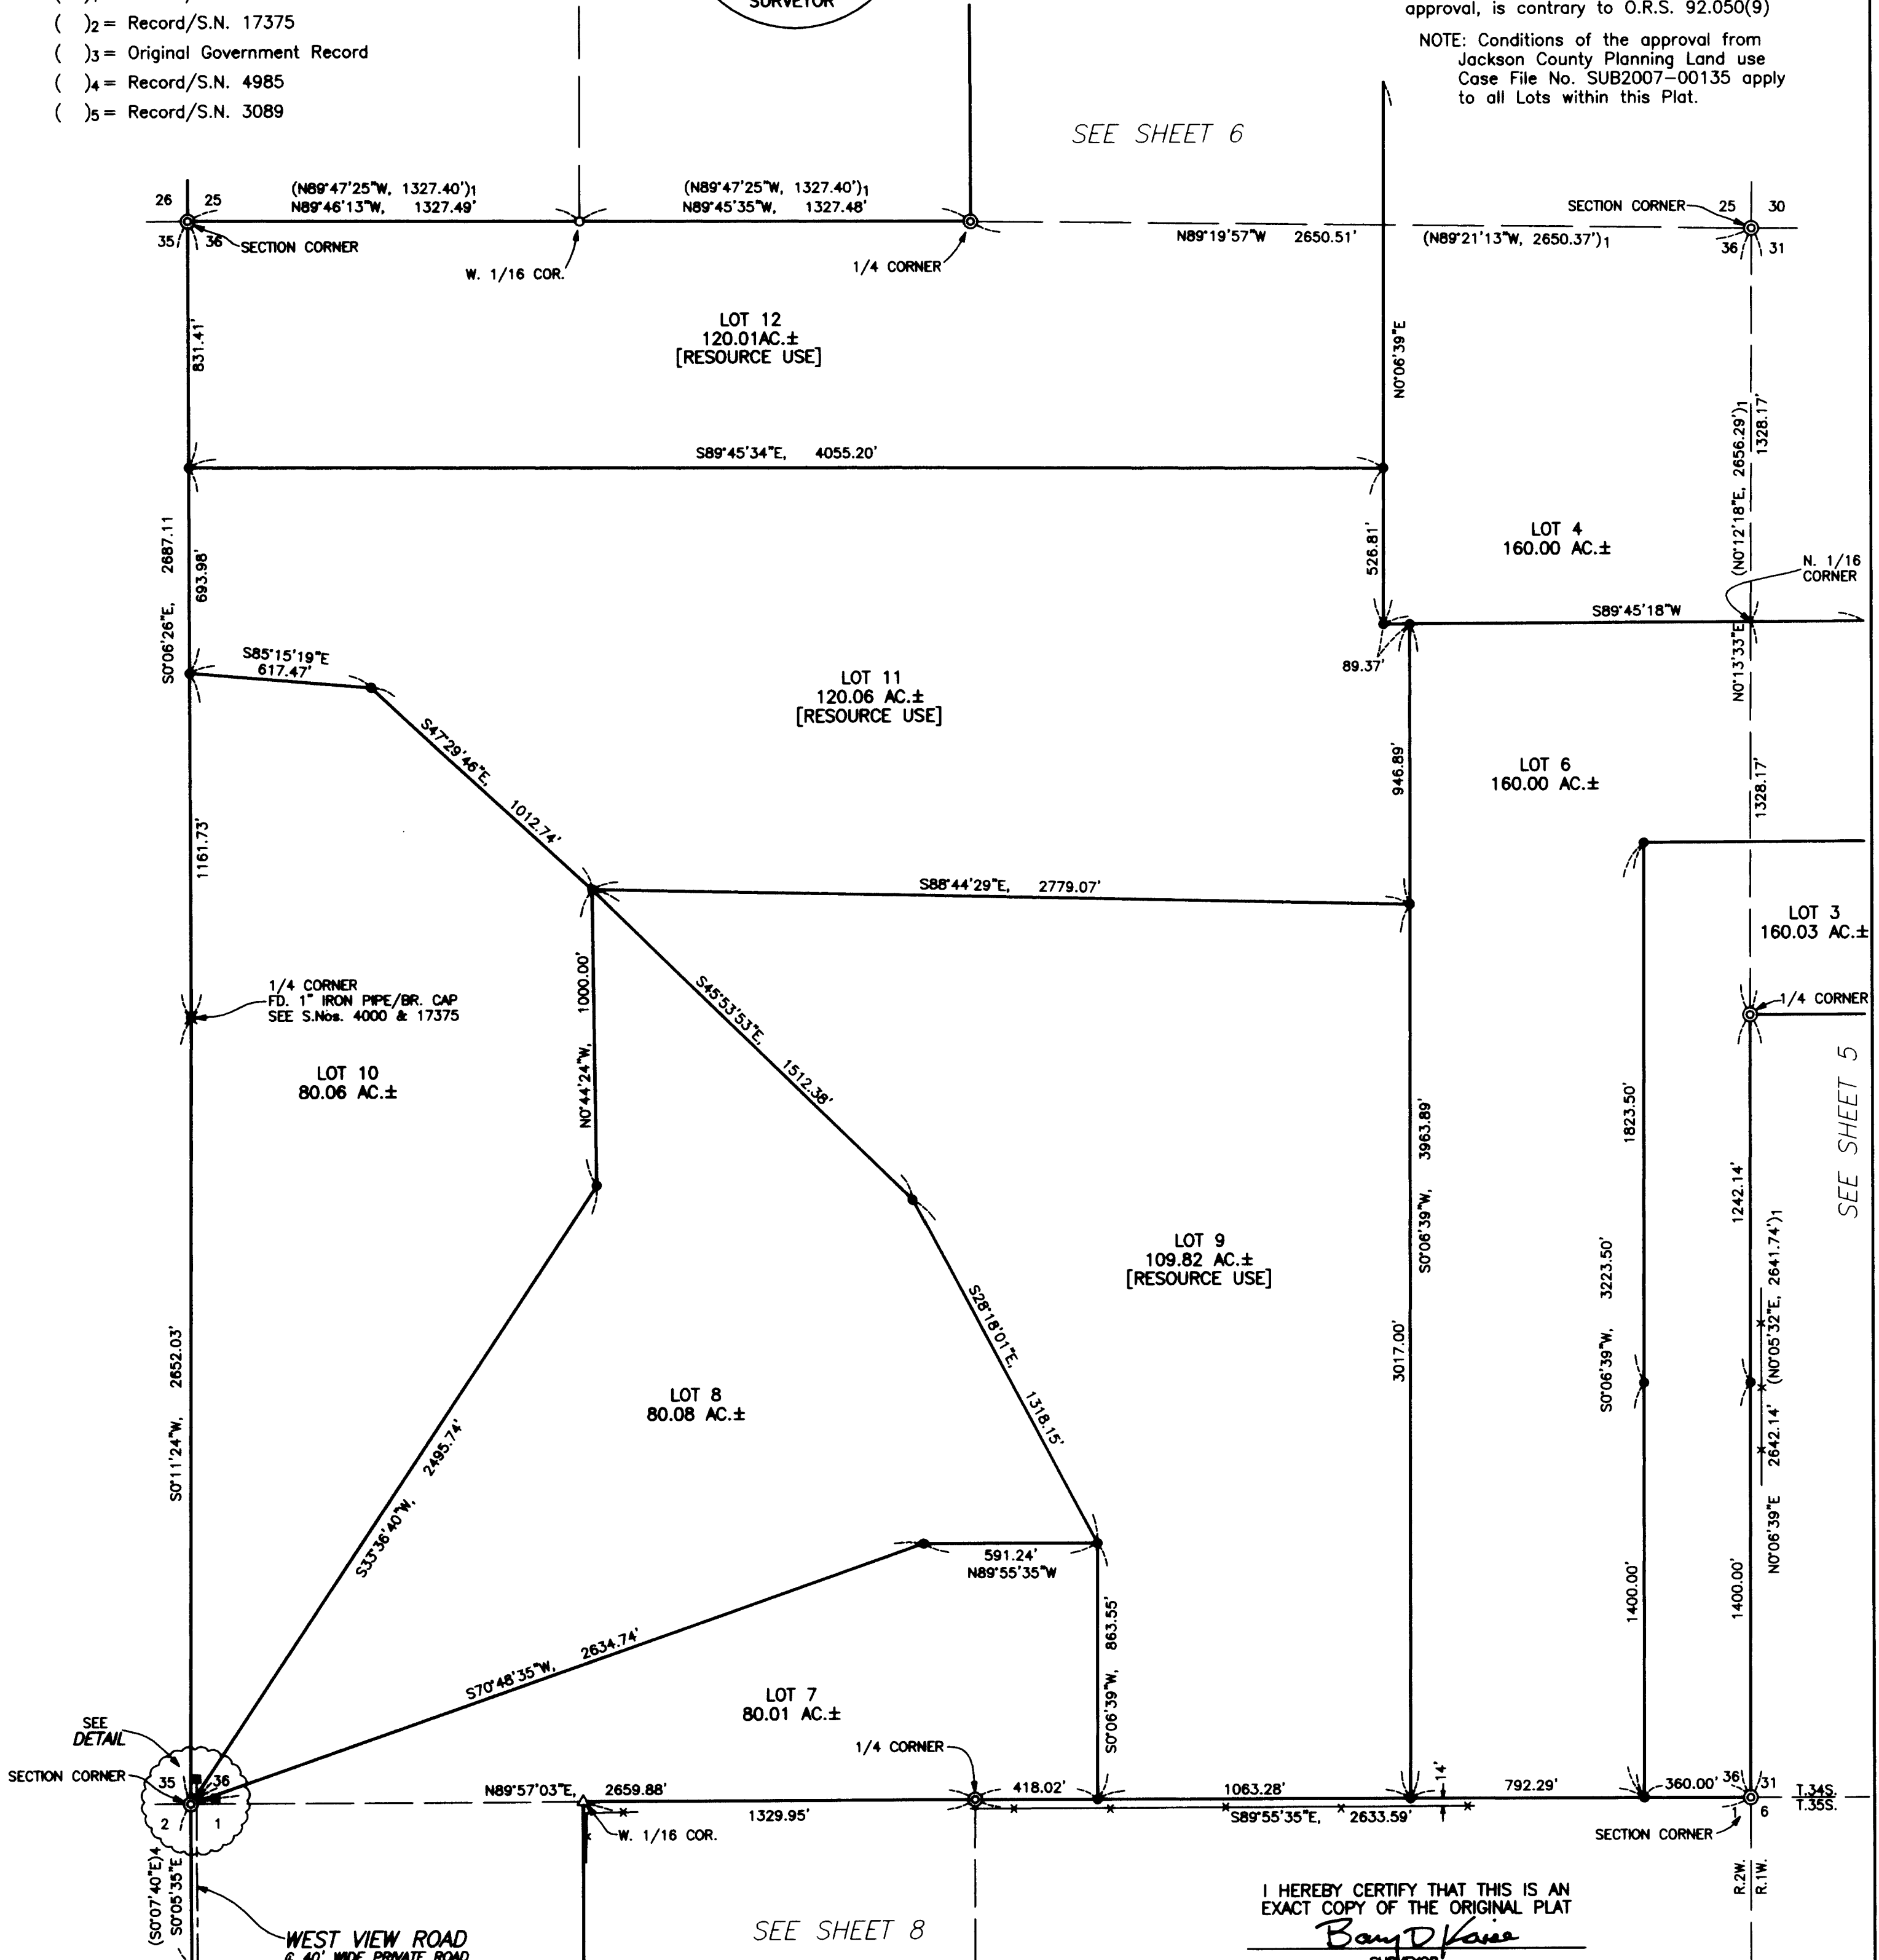 SURVEYOR
( )2= Record/S.N. 17375
( )3= Original Government Record
( )4= Record/S.N. 4985
( )5= Record/S.N. 3089
approval, is contrary to O.R.S. 92.050(9)
NOTE: Conditions of the approval from
Jackson County Planning Land use
Case File No. SUB2007-00135 apply
to all Lots within this Plat.
SEE SHEET 6
26 25
(N89°47'25"W, 1327.40')1
N89°46'13"W, 1327.49'
(N89°47'25"W, 1327.40')1
N89°45'35"W, 1327.48'
SECTION CORNER
25 30
35 36
SECTION CORNER
W. 1/16 COR.
1/4 CORNER
N89°19'57"W 2650.51'
(N89°21'13"W, 2650.37')1
36 31
LOT 12
120.01AC.±
[RESOURCE USE]
831.41'
N0°06'39"E
(N0°12'18"E, 2656.29')1
1328.17'
S89°45'34"E, 4055.20'
S0°06'26"E, 2687.11
693.98'
526.81'
LOT 4
160.00 AC.±
N. 1/16
CORNER
S89°45'18"W
89.37'
N0°13'33"E
S85°15'19"E
617.47'
LOT 11
120.06 AC.±
[RESOURCE USE]
S47°29'46"E, 1012.74'
946.89'
LOT 6
160.00 AC.±
1328.17'
1161.73'
S88°44'29"E, 2779.07'
LOT 3
160.03 AC.±
1/4 CORNER
FD. 1" IRON PIPE/BR. CAP
SEE S.Nos. 4000 & 17375
N0°44'24"W, 1000.00'
S45°53'53"E, 1512.38'
1/4 CORNER
LOT 10
80.06 AC.±
SEE SHEET 5
1823.50'
1242.14'
S0°06'39"W, 3963.89'
LOT 9
109.82 AC.±
[RESOURCE USE]
S28°18'01"E, 1318.15'
S0°06'39"W, 3223.50'
N0°06'39"E 2642.14' (N0°05'32"E, 2641.74')1
S0°11'24"W, 2652.03'
3017.00'
LOT 8
80.08 AC.±
S33°36'40"W, 2495.74'
591.24'
N89°55'35"W
1400.00'
1400.00'
S70°48'35"W, 2634.74'
S0°06'39"W, 863.55'
LOT 7
80.01 AC.±
SEE
DETAIL
SECTION CORNER
35 36
1/4 CORNER
N89°57'03"E, 2659.88'
1329.95'
418.02'
1063.28'
14'
792.29'
360.00'
36 31
T.34S.
T.35S.
S89°55'35"E, 2633.59'
2 1
W. 1/16 COR.
1 6
SECTION CORNER
(S0°07'40"E)4
S0°05'35"E
R.2W. R.1W.
WEST VIEW ROAD
40' WIDE PRIVATE ROAD
SEE SHEET 8
I HEREBY CERTIFY THAT THIS IS AN
EXACT COPY OF THE ORIGINAL PLAT
SURVEYOR